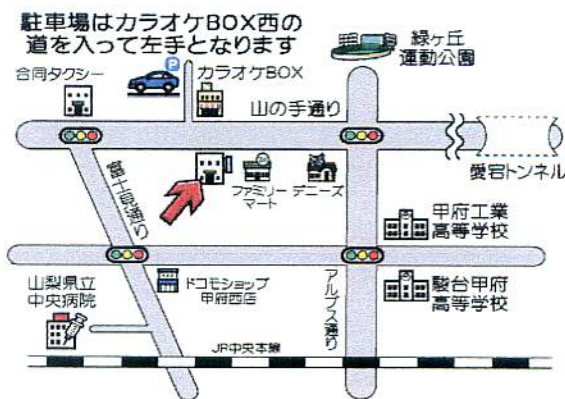 駐車場はカラオケBOX西の
道を入って左手となります
緑ヶ丘
運動公園
合同タクシー
P
カラオケBOX
山の手通り
愛宕トンネル
富士見通り
ファミリー
マート
デニーズ
甲府工業
高等学校
山梨県立
中央病院
ドコモショップ
甲府西店
アルプス通り
駿台甲府
高等学校
JR中央本線